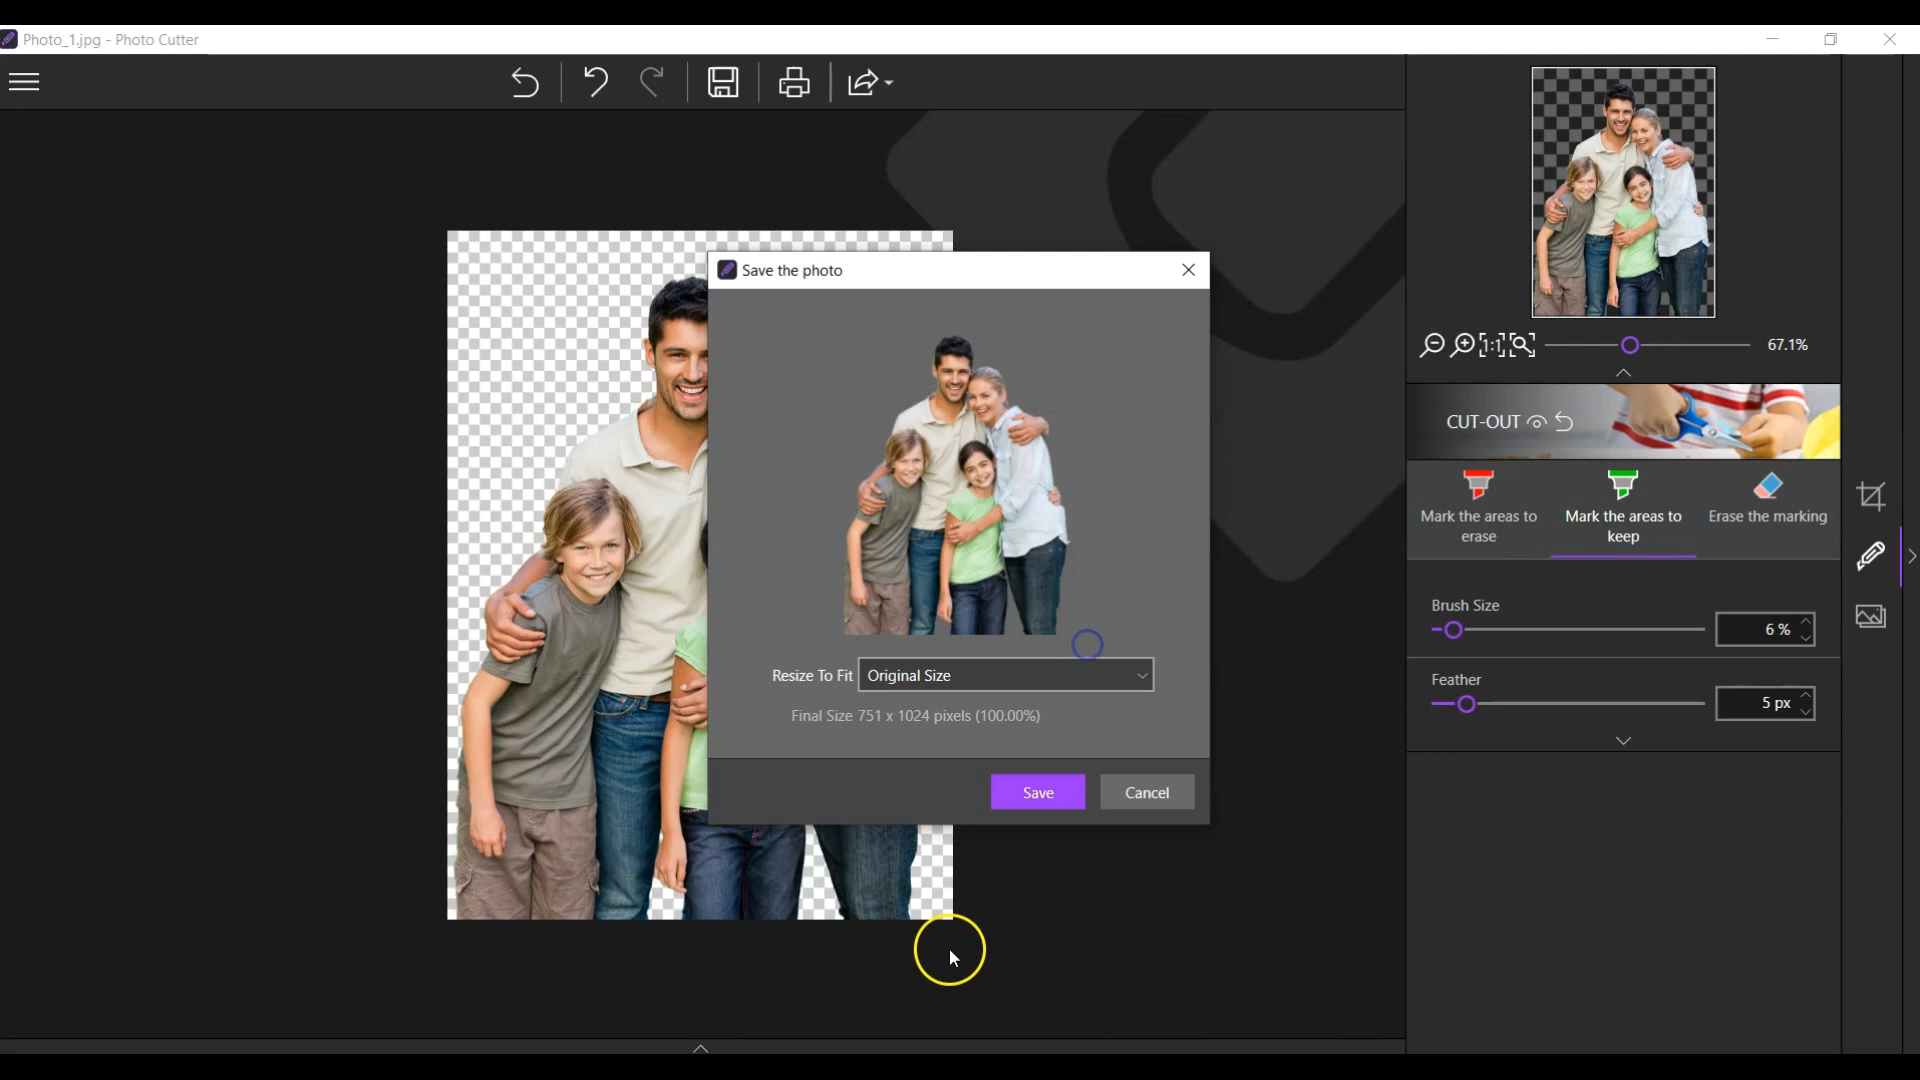 Photo_1.jpg - Photo Cutter
Save the photo
Resize To Fit Original Size
Final Size 751 x 1024 pixels (100.00%)
Save Cancel
1:1 67.1%
CUT-OUT
Mark the areas to erase
Mark the areas to keep
Erase the marking
Brush Size
6 %
Feather
5 px